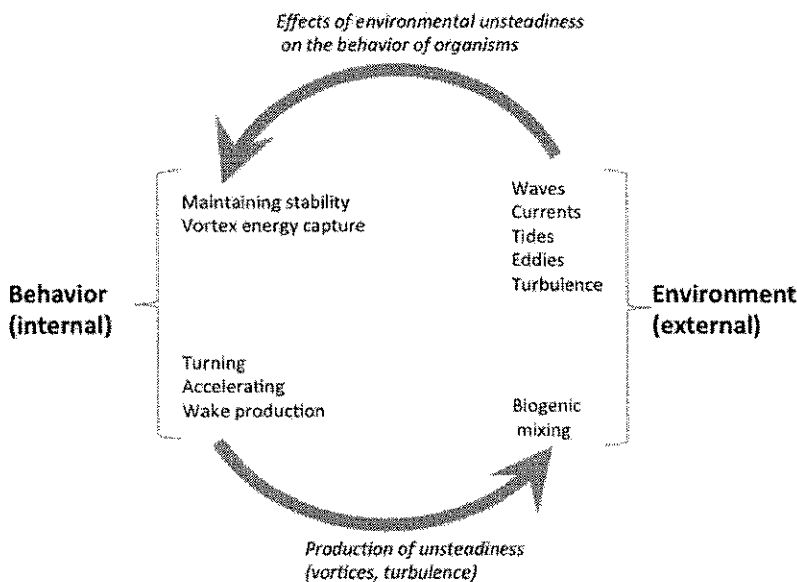 Effects of environmental unsteadiness
on the behavior of organisms
Maintaining stability
Vortex energy capture
Waves
Currents
Tides
Eddies
Turbulence
Behavior
(internal)
Environment
(external)
Turning
Accelerating
Wake production
Biogenic
mixing
Production of unsteadiness
(vortices, turbulence)